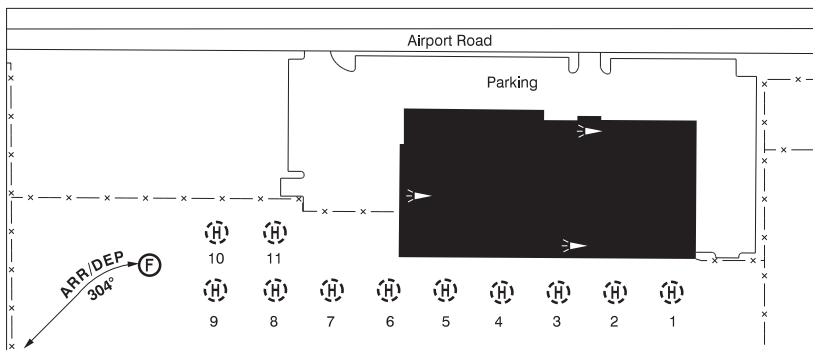 Airport Road
Parking
H H
10 11
ARR/DEP
304°
F
H H H H H H H H H
9 8 7 6 5 4 3 2 1